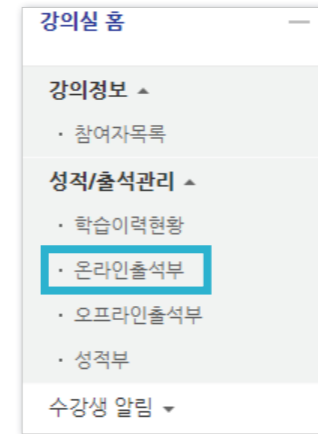 강의실 홈
강의정보 ▲
· 참여자목록
성적/출석관리 ▲
· 학습이력현황
· 온라인출석부
· 오프라인출석부
· 성적부
수강생 알림 ▼